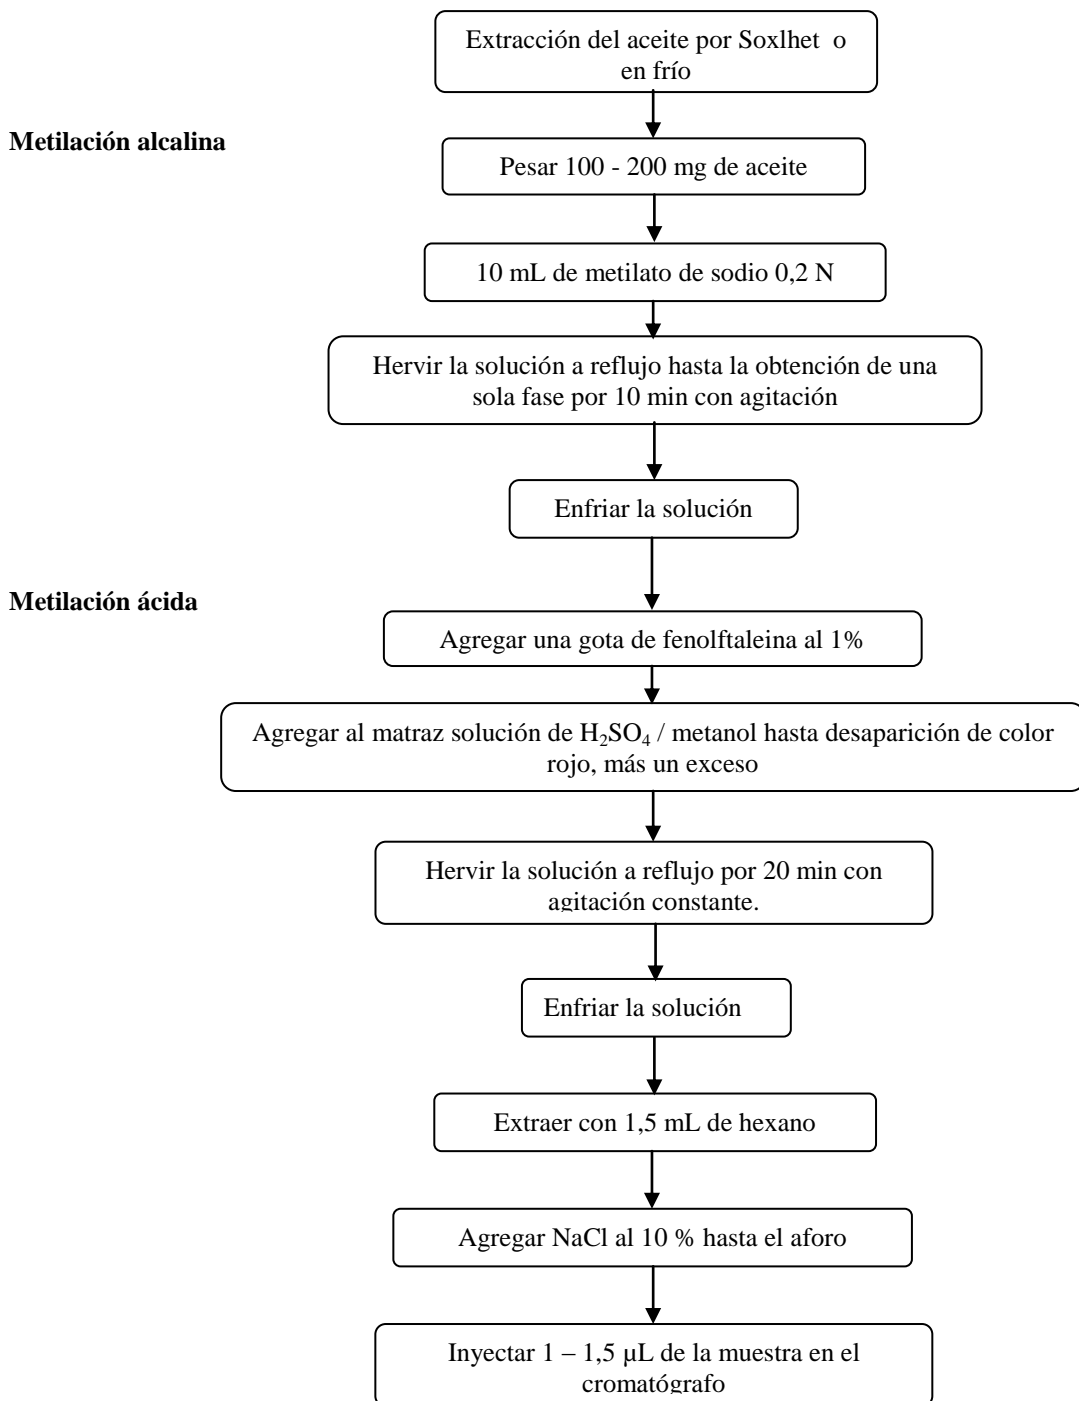 Extracción del aceite por Soxlhet o
en frío
Metilación alcalina
Pesar 100 - 200 mg de aceite
10 mL de metilato de sodio 0,2 N
Hervir la solución a reflujo hasta la obtención de una
sola fase por 10 min con agitación
Enfriar la solución
Metilación ácida
Agregar una gota de fenolftaleina al 1%
Agregar al matraz solución de H₂SO₄ / metanol hasta desaparición de color
rojo, más un exceso
Hervir la solución a reflujo por 20 min con
agitación constante.
Enfriar la solución
Extraer con 1,5 mL de hexano
Agregar NaCl al 10 % hasta el aforo
Inyectar 1 – 1,5 µL de la muestra en el
cromatógrafo